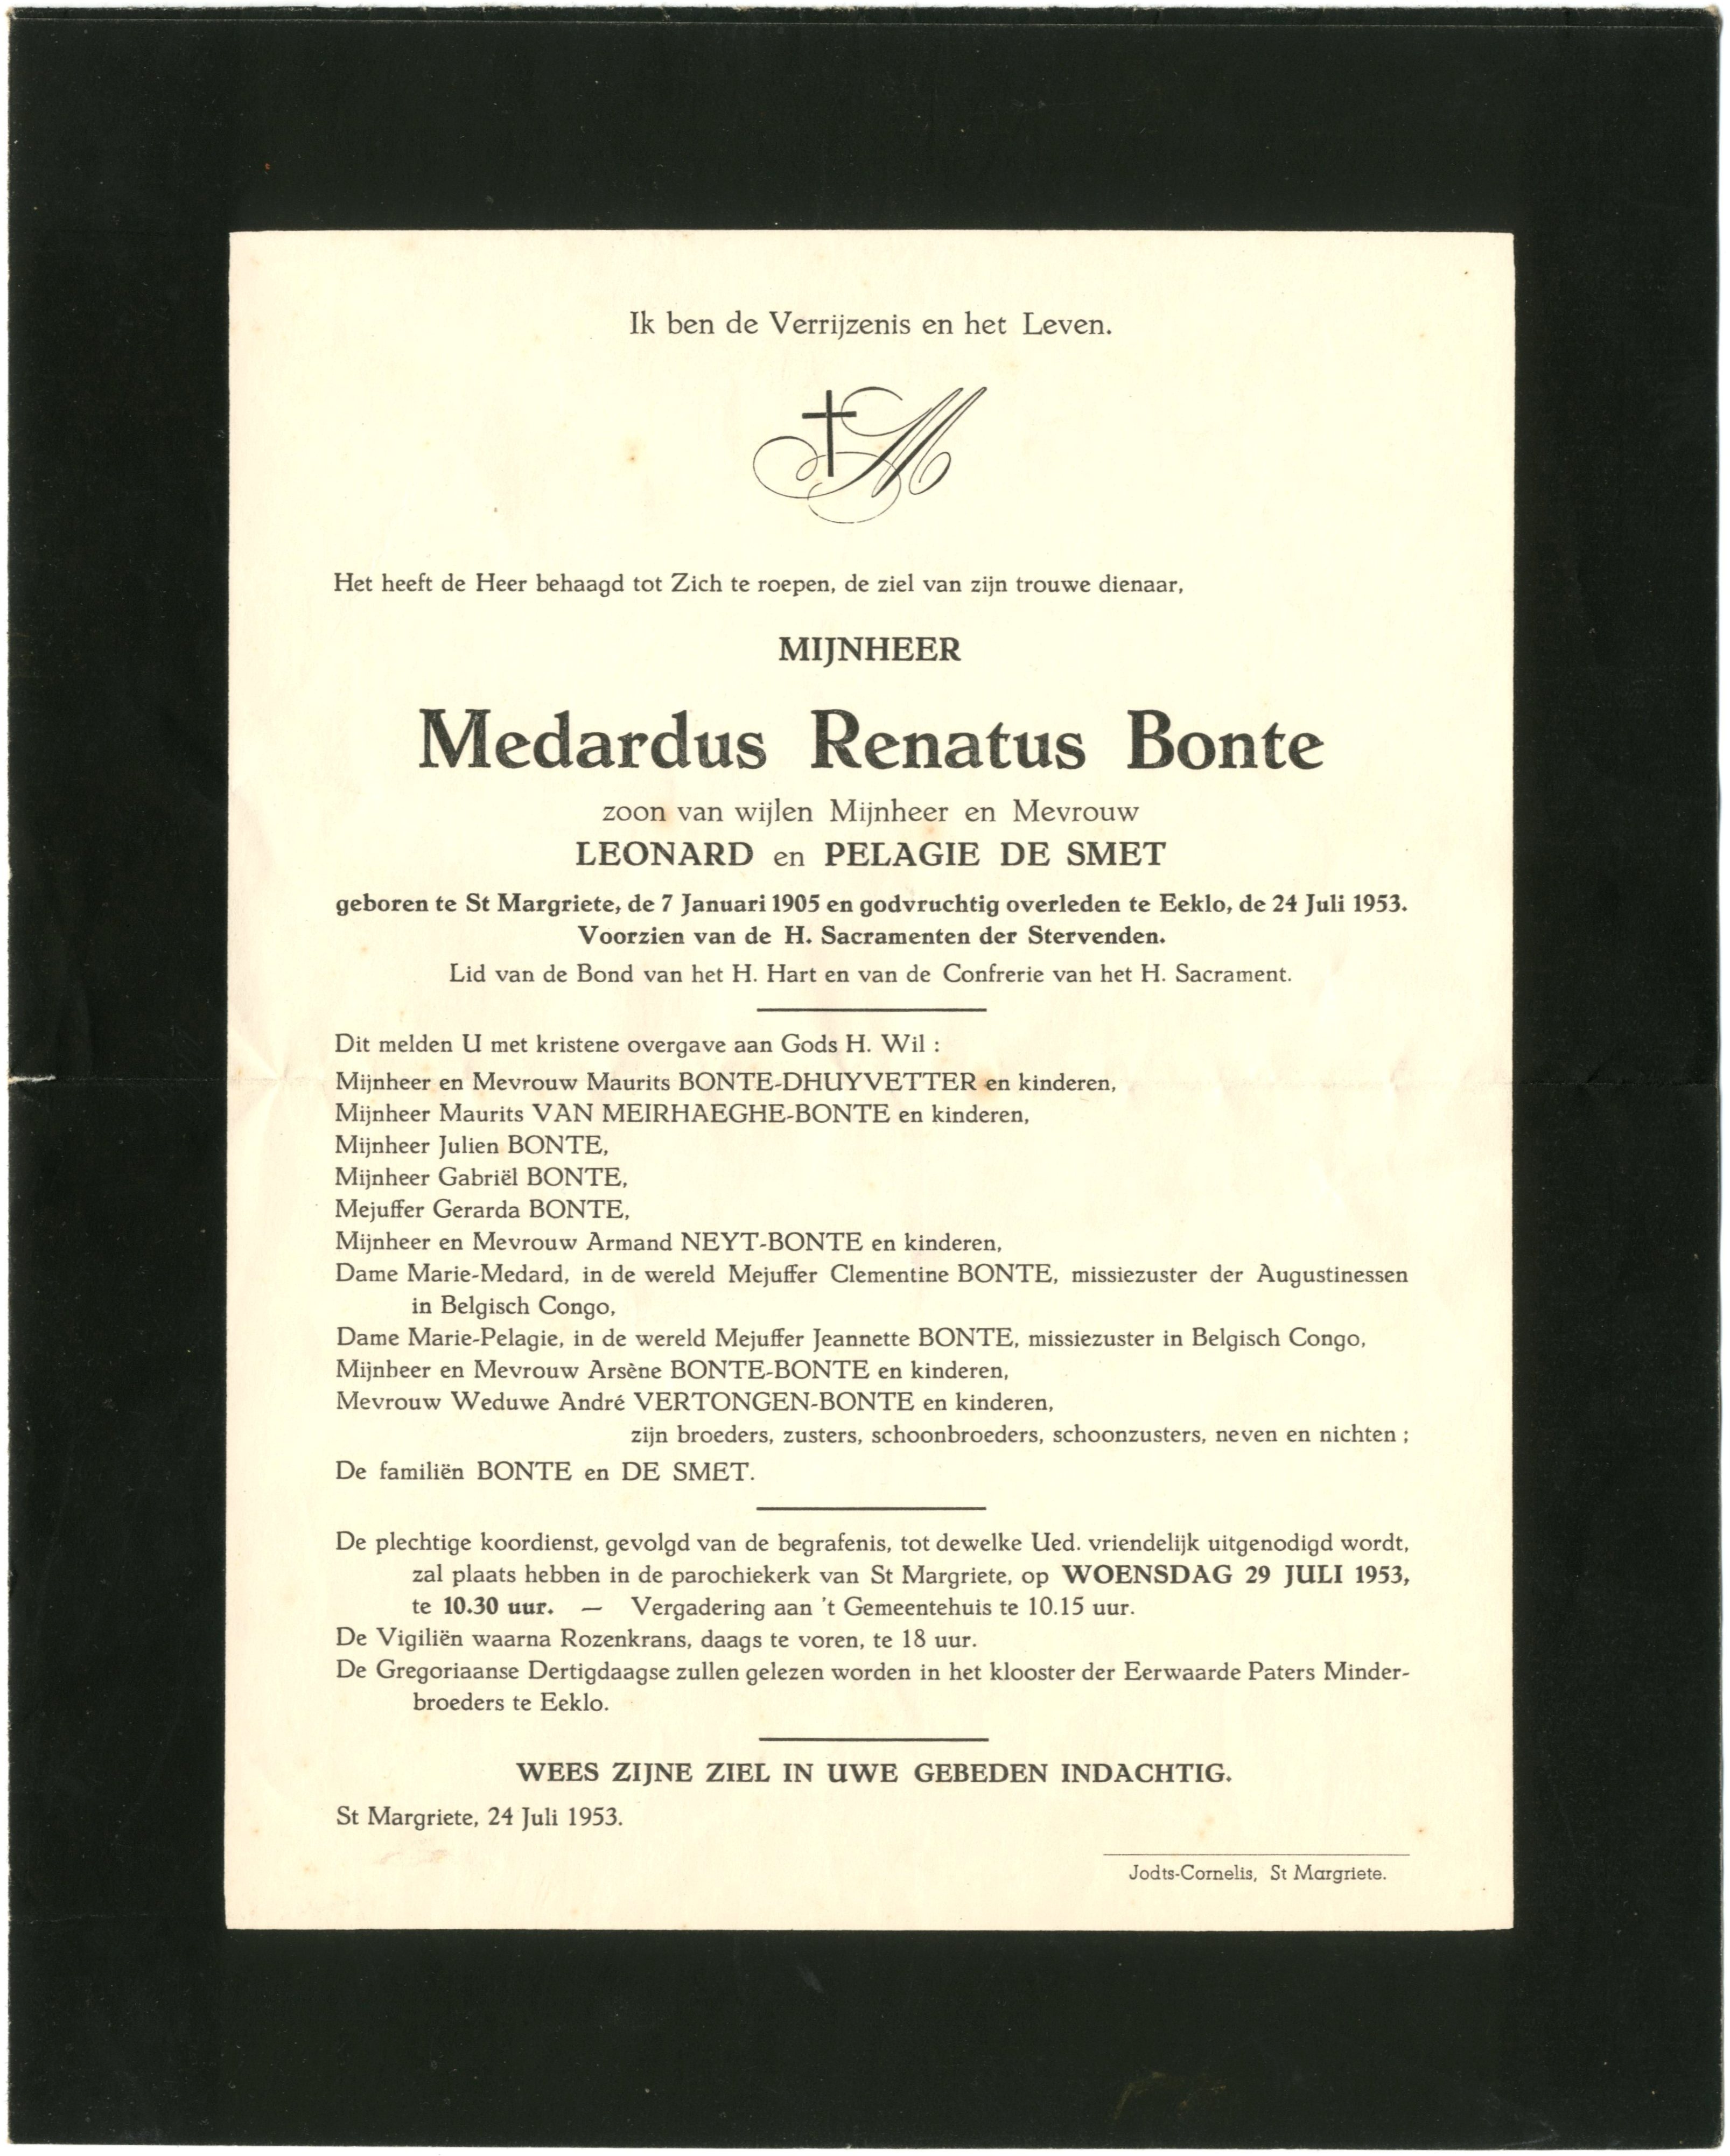 Ik ben de Verrijzenis en het Leven.
M
Het heeft de Heer behaagd tot Zich te roepen, de ziel van zijn trouwe dienaar,
MIJNHEER
Medardus Renatus Bonte
zoon van wijlen Mijnheer en Mevrouw
LEONARD en PELAGIE DE SMET
geboren te St Margriete, de 7 Januari 1905 en godvruchtig overleden te Eeklo, de 24 Juli 1953.
Voorzien van de H. Sacramenten der Stervenden.
Lid van de Bond van het H. Hart en van de Confrerie van het H. Sacrament.
Dit melden U met kristene overgave aan Gods H. Wil :
Mijnheer en Mevrouw Maurits BONTE-DHUYVETTER en kinderen,
Mijnheer Maurits VAN MEIRHAEGHE-BONTE en kinderen,
Mijnheer Julien BONTE,
Mijnheer Gabriël BONTE,
Mejuffer Gerarda BONTE,
Mijnheer en Mevrouw Armand NEYT-BONTE en kinderen,
Dame Marie-Medard, in de wereld Mejuffer Clementine BONTE, missiezuster der Augustinessen
in Belgisch Congo,
Dame Marie-Pelagie, in de wereld Mejuffer Jeannette BONTE, missiezuster in Belgisch Congo,
Mijnheer en Mevrouw Arsène BONTE-BONTE en kinderen,
Mevrouw Weduwe André VERTONGEN-BONTE en kinderen,
zijn broeders, zusters, schoonbroeders, schoonzusters, neven en nichten ;
De familiën BONTE en DE SMET.
De plechtige koordienst, gevolgd van de begrafenis, tot dewelke Ued. vriendelijk uitgenodigd wordt,
zal plaats hebben in de parochiekerk van St Margriete, op WOENSDAG 29 JULI 1953,
te 10.30 uur. — Vergadering aan 't Gemeentehuis te 10.15 uur.
De Vigiliën waarna Rozenkrans, daags te voren, te 18 uur.
De Gregoriaanse Dertigdaagse zullen gelezen worden in het klooster der Eerwaarde Paters Minder-
broeders te Eeklo.
WEES ZIJNE ZIEL IN UWE GEBEDEN INDACHTIG.
St Margriete, 24 Juli 1953.
Jodts-Cornelis, St Margriete.